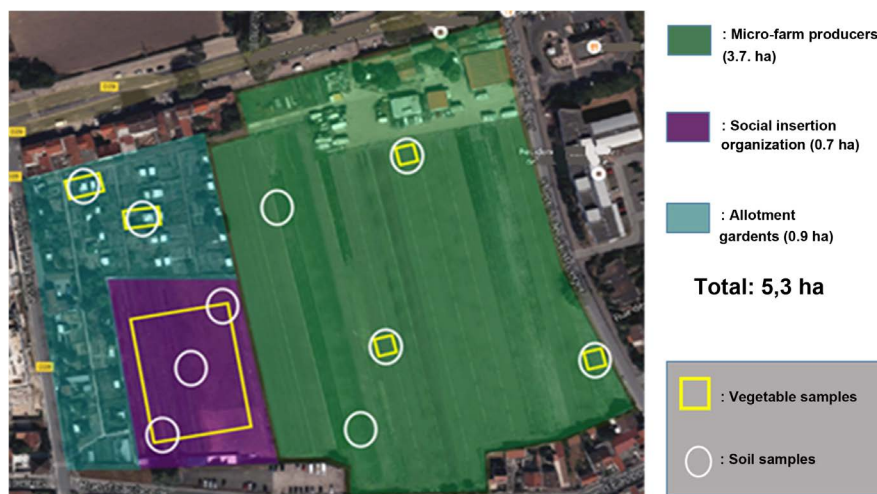 : Micro-farm producers
(3.7. ha)
: Social insertion
organization (0.7 ha)
: Allotment
gardents (0.9 ha)
Total: 5,3 ha
: Vegetable samples
: Soil samples